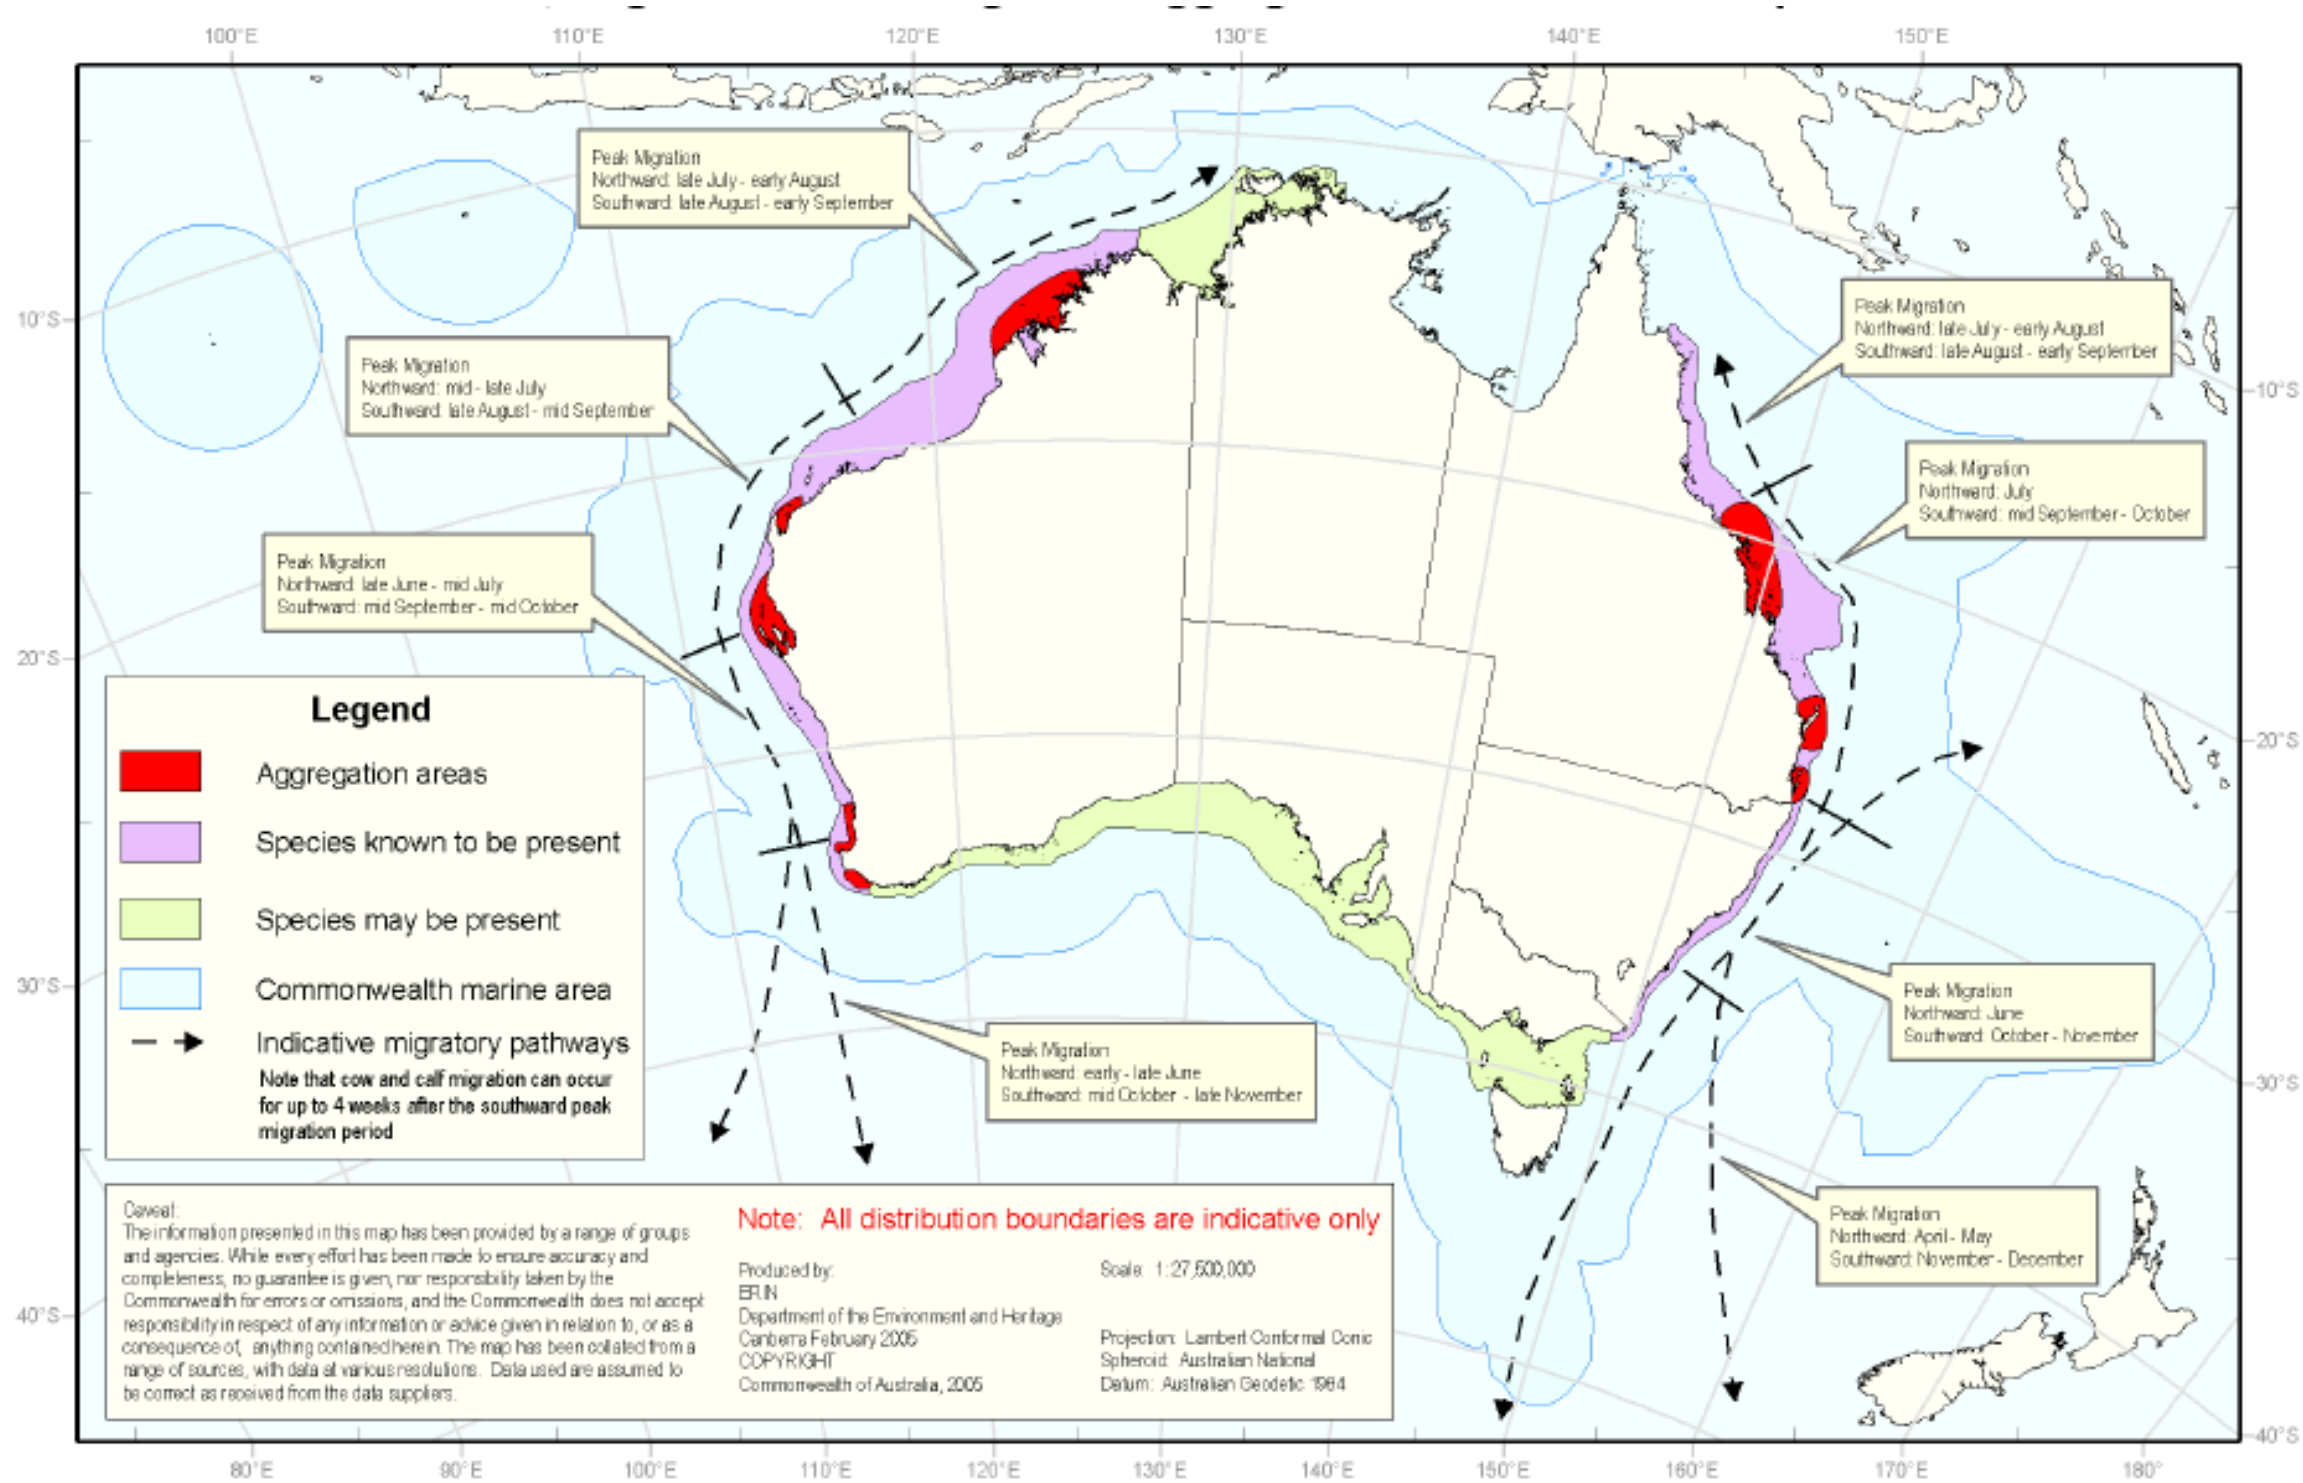 100°E
110°E
120°E
130°E
140°E
150°E
Peak Migration
Northward: late July - early August
Southward: late August - early September
Peak Migration
Northward: late July - early August
Southward: late August - early September
10°S
10°S
Peak Migration
Northward: mid - late July
Southward: late August - mid September
Peak Migration
Northward: July
Southward: mid September - October
Peak Migration
Northward: late June - mid July
Southward: mid September - mid October
20°S
20°S
Legend
Aggregation areas
Species known to be present
Species may be present
Commonwealth marine area
Indicative migratory pathways
Note that cow and calf migration can occur
for up to 4 weeks after the southward peak
migration period
30°S
30°S
Peak Migration
Northward: June
Southward: October - November
Peak Migration
Northward: early - late June
Southward: mid October - late November
Peak Migration
Northward: April - May
Southward: November - December
Caveat:
The information presented in this map has been provided by a range of groups
and agencies. While every effort has been made to ensure accuracy and
completeness, no guarantee is given, nor responsibility taken by the
Commonwealth for errors or omissions, and the Commonwealth does not accept
responsibility in respect of any information or advice given in relation to, or as a
consequence of, anything contained herein. The map has been collated from a
range of sources, with data at various resolutions. Data used are assumed to
be correct as received from the data suppliers.
Note: All distribution boundaries are indicative only
Produced by:
ERIN
Department of the Environment and Heritage
Canberra February 2005
COPYRIGHT
Commonwealth of Australia, 2005
Scale: 1:27,500,000
Projection: Lambert Conformal Conic
Spheroid: Australian National
Datum: Australian Geodetic 1984
40°S
40°S
80°E
90°E
100°E
110°E
120°E
130°E
140°E
150°E
160°E
170°E
180°